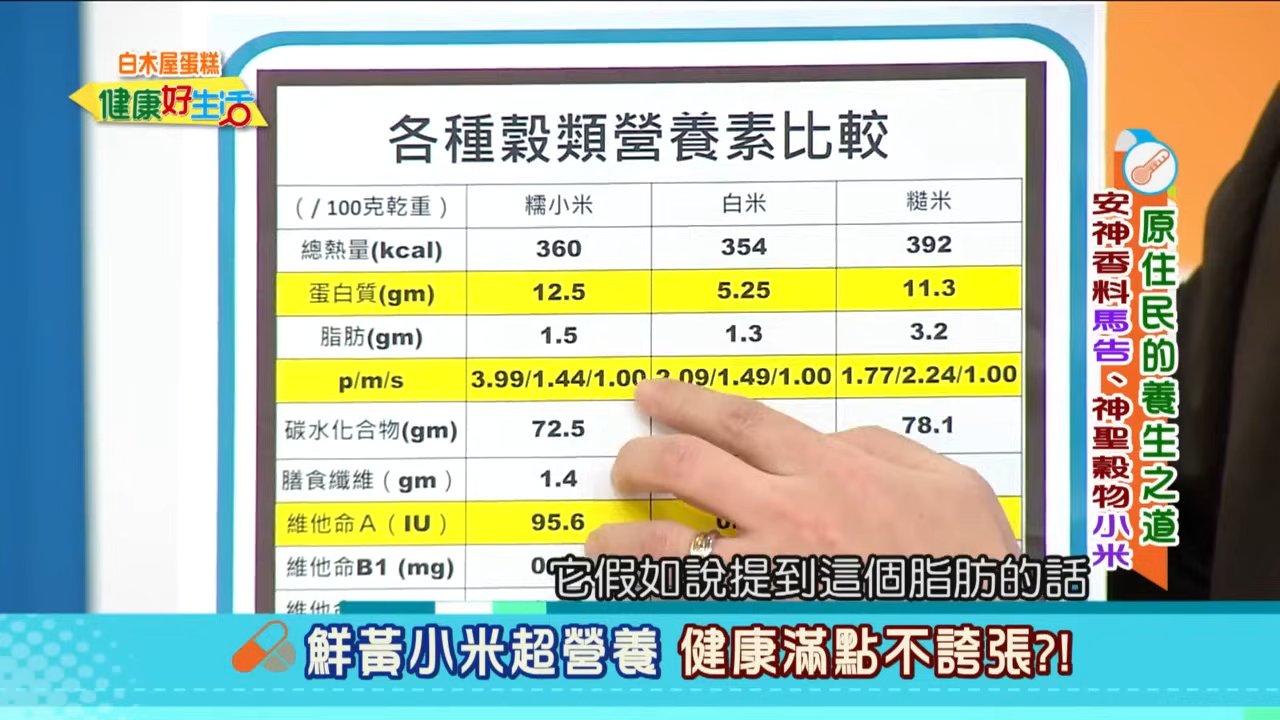 白木屋蛋糕
健康好生活
各種穀類營養素比較
( / 100克乾重 ) 糯小米 白米 糙米
總熱量(kcal) 360 354 392
蛋白質(gm) 12.5 5.25 11.3
脂肪(gm) 1.5 1.3 3.2
p/m/s 3.99/1.44/1.00 2.09/1.49/1.00 1.77/2.24/1.00
碳水化合物(gm) 72.5 78.1
膳食纖維 ( gm ) 1.4
維他命A ( IU ) 95.6
維他命B1 (mg)
原住民的養生之道
安神香料馬告、神聖穀物小米
它假如說提到這個脂肪的話
鮮黃小米超營養 健康滿點不誇張?!